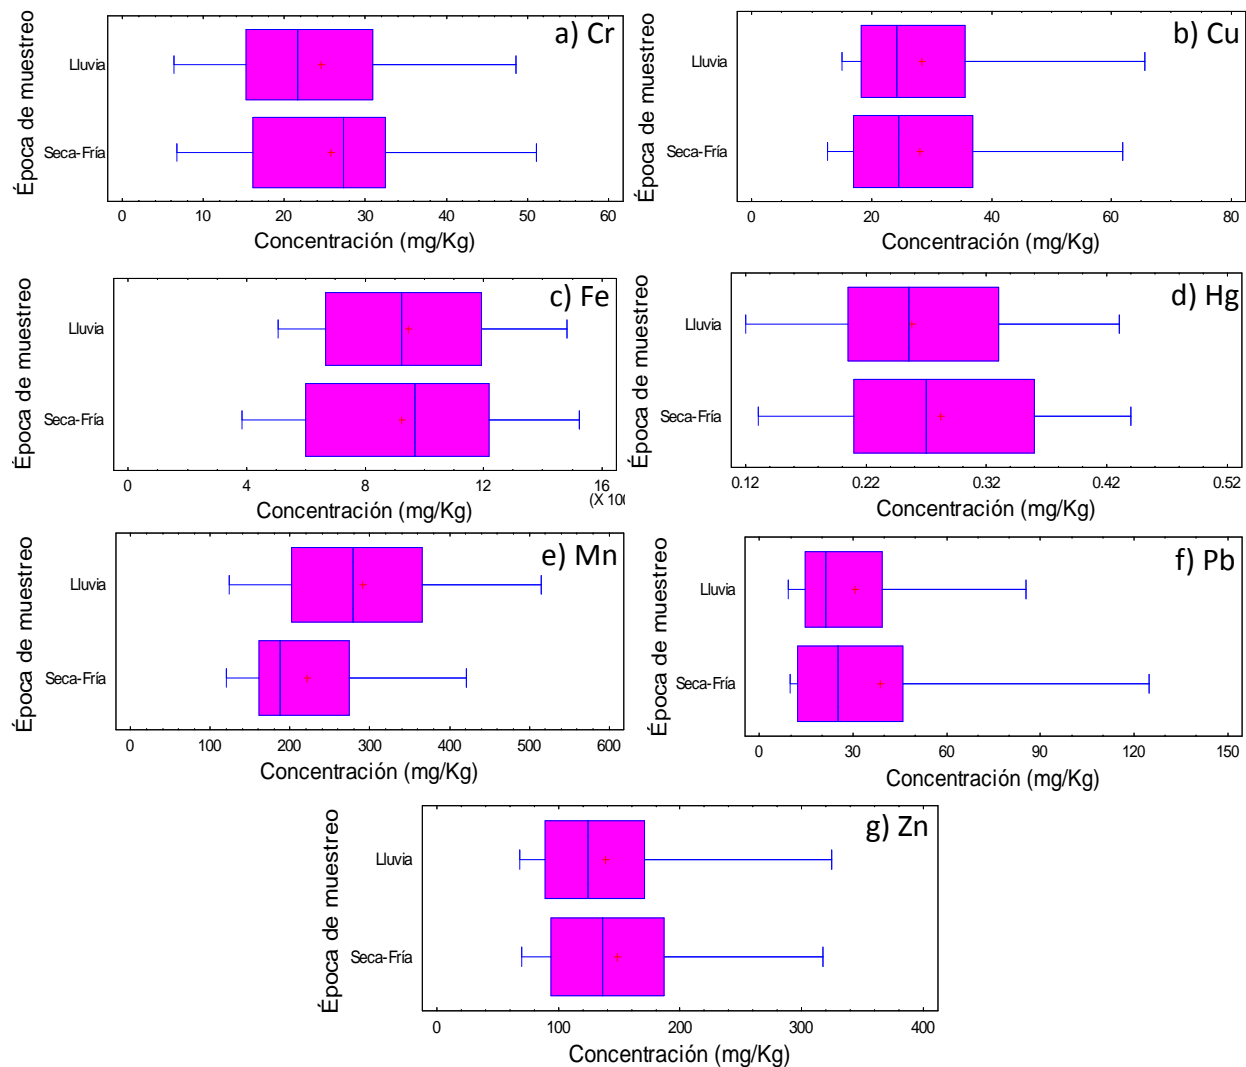 a) Cr
Época de muestreo
Lluvia
Seca-Fría
0 10 20 30 40 50 60
Concentración (mg/Kg)
b) Cu
Época de muestreo
Lluvia
Seca-Fría
0 20 40 60 80
Concentración (mg/Kg)
c) Fe
Época de muestreo
Lluvia
Seca-Fría
0 4 8 12 16
(X 100
Concentración (mg/Kg)
d) Hg
Época de muestreo
Lluvia
Seca-Fría
0.12 0.22 0.32 0.42 0.52
Concentración (mg/Kg)
e) Mn
Época de muestreo
Lluvia
Seca-Fría
0 100 200 300 400 500 600
Concentración (mg/Kg)
f) Pb
Época de muestreo
Lluvia
Seca-Fría
0 30 60 90 120 150
Concentración (mg/Kg)
g) Zn
Época de muestreo
Lluvia
Seca-Fría
0 100 200 300 400
Concentración (mg/Kg)